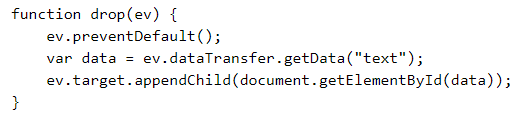 function drop(ev) {
    ev.preventDefault();
    var data = ev.dataTransfer.getData("text");
    ev.target.appendChild(document.getElementById(data));
}